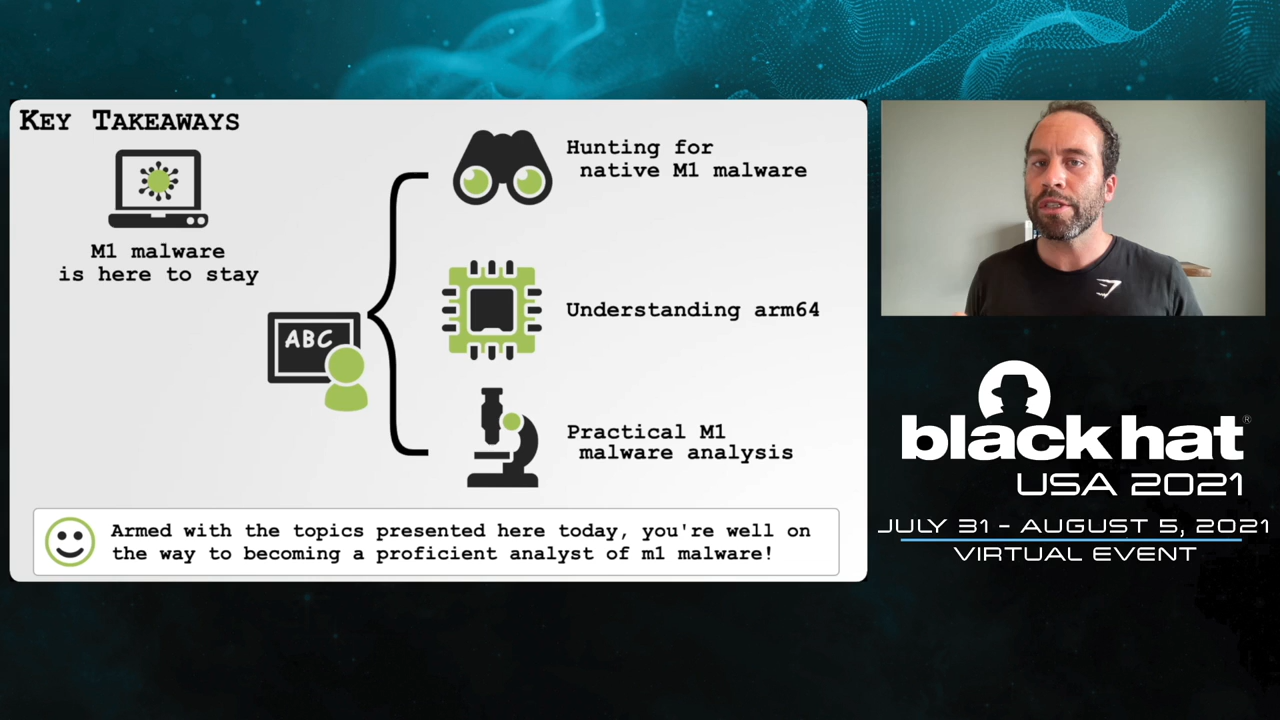 KEY TAKEAWAYS
M1 malware
is here to stay
ABC
Hunting for
native M1 malware
Understanding arm64
Practical M1
malware analysis
Armed with the topics presented here today, you're well on
the way to becoming a proficient analyst of m1 malware!
black hat®
USA 2021
JULY 31 - AUGUST 5, 2021
VIRTUAL EVENT